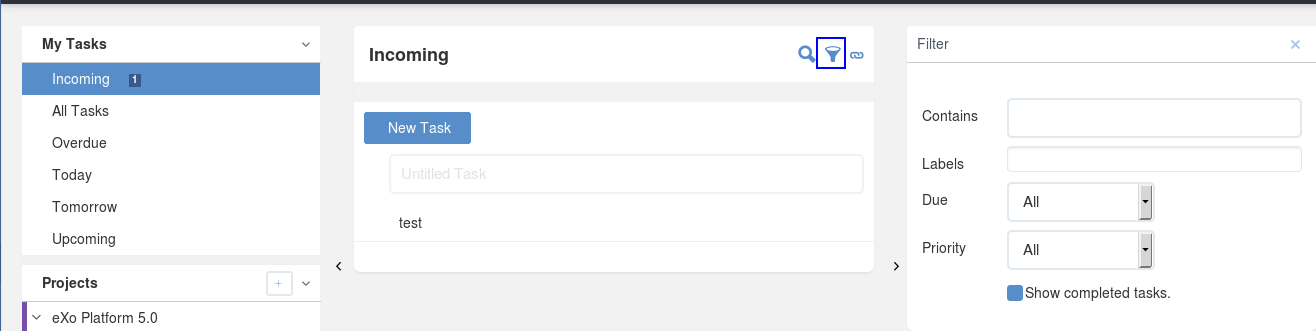 My Tasks
Incoming 1
All Tasks
Overdue
Today
Tomorrow
Upcoming
Projects +
eXo Platform 5.0
Incoming
New Task
Untitled Task
test
Filter
Contains
Labels
Due All
Priority All
Show completed tasks.